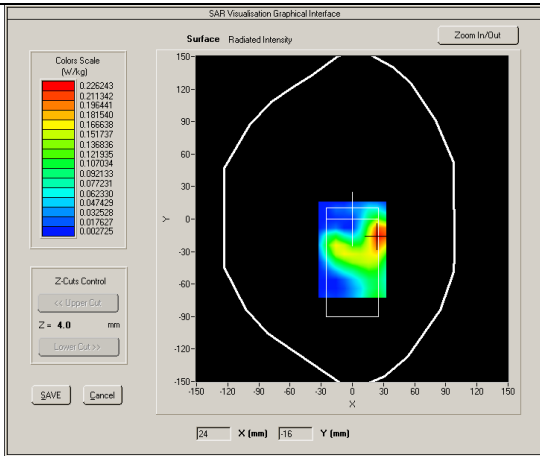 SAR Visualisation Graphical Interface
Surface Radiated Intensity
Zoom In/Out
Colors Scale
(W/kg)
0.226243
0.211342
0.196441
0.181540
0.166638
0.151737
0.136836
0.121935
0.107034
0.092133
0.077231
0.062330
0.047429
0.032528
0.017627
0.002725
150
120
90
60
30
0
-30
-60
-90
-120
-150
Y
-150 -120 -90 -60 -30 0 30 60 90 120 150
X
Z-Cuts Control
<< Upper Cut
Z = 4.0 mm
Lower Cut >>
SAVE Cancel
24 X (mm) -16 Y (mm)